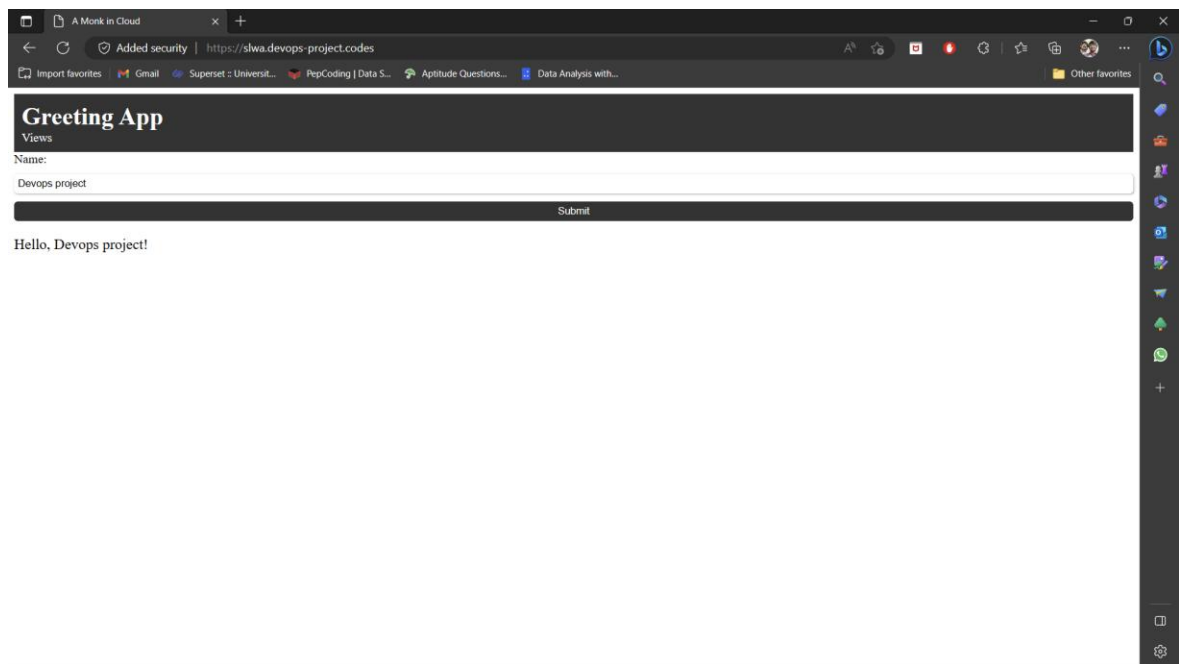 A Monk in Cloud
Added security | https://slwa.devops-project.codes
Import favorites Gmail Superset :: Universit... PepCoding | Data S... Aptitude Questions... Data Analysis with... Other favorites
Greeting App
Views
Name:
Devops project
Submit
Hello, Devops project!